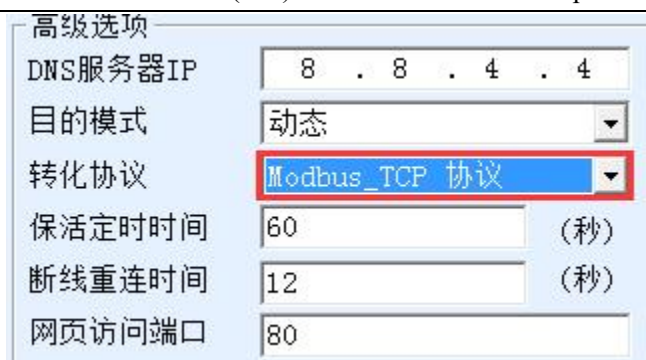 高级选项
DNS服务器IP 8 . 8 . 4 . 4
目的模式 动态
转化协议 Modbus_TCP 协议
保活定时时间 60 (秒)
断线重连时间 12 (秒)
网页访问端口 80